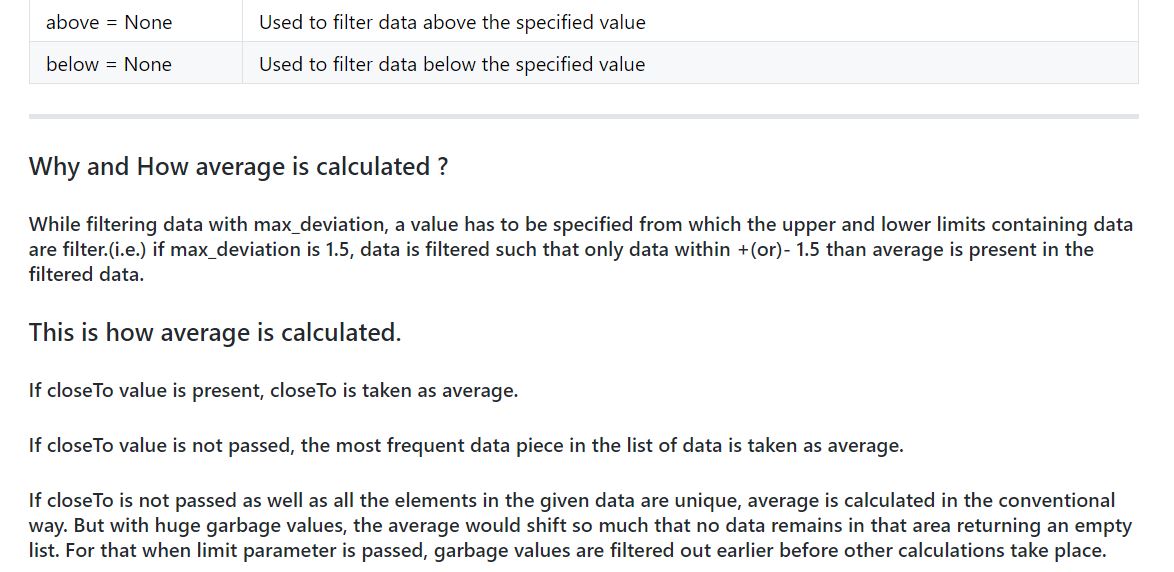 above = None Used to filter data above the specified value
below = None Used to filter data below the specified value
Why and How average is calculated ?
While filtering data with max_deviation, a value has to be specified from which the upper and lower limits containing data
are filter.(i.e.) if max_deviation is 1.5, data is filtered such that only data within +(or)- 1.5 than average is present in the
filtered data.
This is how average is calculated.
If closeTo value is present, closeTo is taken as average.
If closeTo value is not passed, the most frequent data piece in the list of data is taken as average.
If closeTo is not passed as well as all the elements in the given data are unique, average is calculated in the conventional
way. But with huge garbage values, the average would shift so much that no data remains in that area returning an empty
list. For that when limit parameter is passed, garbage values are filtered out earlier before other calculations take place.